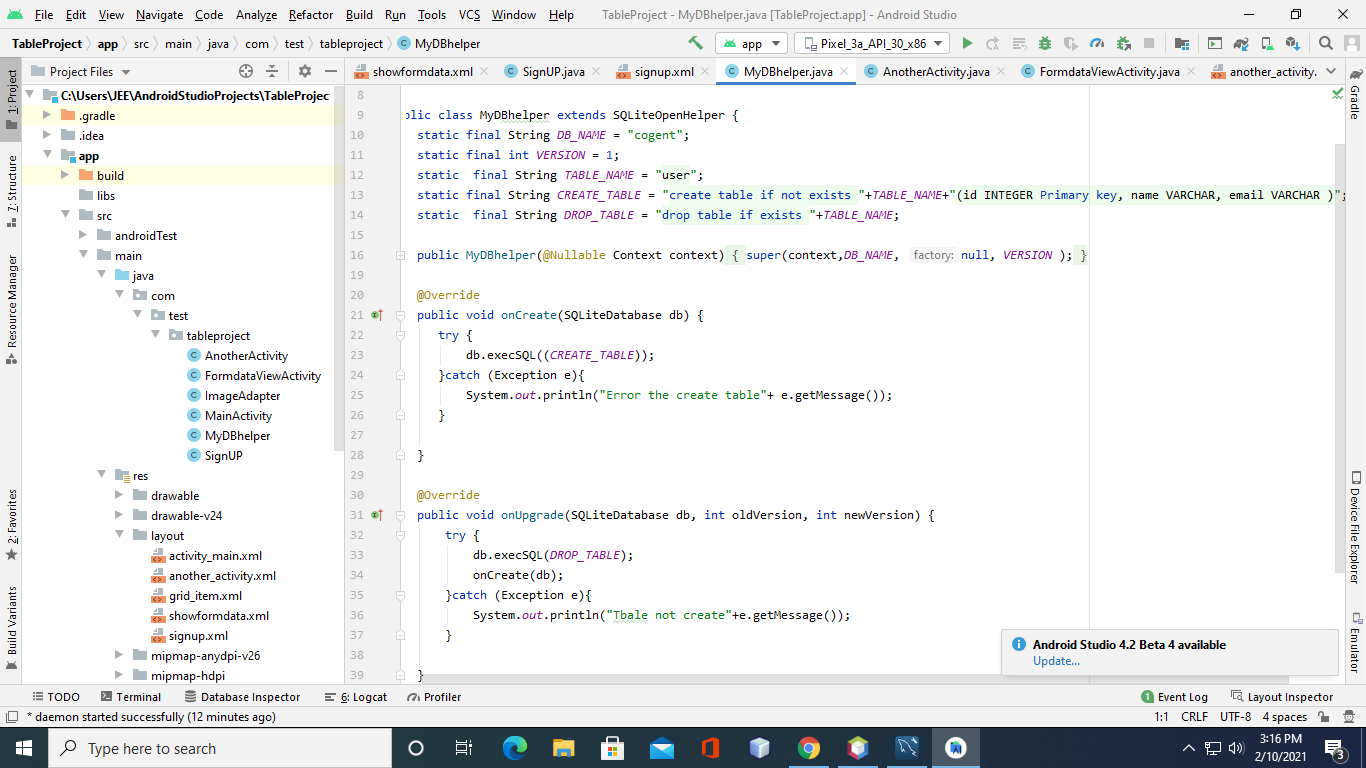 File Edit View Navigate Code Analyze Refactor Build Run Tools VCS Window Help TableProject - MyDBhelper.java [TableProject.app] - Android Studio
TableProject app src main java com test tableproject MyDBhelper app Pixel_3a_API_30_x86
Project Files showformdata.xml SignUP.java signup.xml MyDBhelper.java AnotherActivity.java FormdataViewActivity.java another_activity.
1: Project
7: Structure
Resource Manager
2: Favorites
Build Variants
C:\Users\JEE\AndroidStudioProjects\TableProjec
.gradle
.idea
app
build
libs
src
androidTest
main
java
com
test
tableproject
AnotherActivity
FormdataViewActivity
ImageAdapter
MainActivity
MyDBhelper
SignUP
res
drawable
drawable-v24
layout
activity_main.xml
another_activity.xml
grid_item.xml
showformdata.xml
signup.xml
mipmap-anydpi-v26
mipmap-hdpi
8
9 blic class MyDBhelper extends SQLiteOpenHelper {
10 static final String DB_NAME = "cogent";
11 static final int VERSION = 1;
12 static  final String TABLE_NAME = "user";
13 static final String CREATE_TABLE = "create table if not exists "+TABLE_NAME+"(id INTEGER Primary key, name VARCHAR, email VARCHAR )";
14 static  final String DROP_TABLE = "drop table if exists "+TABLE_NAME;
15
16 public MyDBhelper(@Nullable Context context) { super(context,DB_NAME, factory: null, VERSION ); }
19
20 @Override
21 public void onCreate(SQLiteDatabase db) {
22 try {
23 db.execSQL((CREATE_TABLE));
24 }catch (Exception e){
25 System.out.println("Error the create table"+ e.getMessage());
26 }
27
28 }
29
30 @Override
31 public void onUpgrade(SQLiteDatabase db, int oldVersion, int newVersion) {
32 try {
33 db.execSQL(DROP_TABLE);
34 onCreate(db);
35 }catch (Exception e){
36 System.out.println("Tbale not create"+e.getMessage());
37 }
38
39 }
Gradle
Device File Explorer
Emulator
Android Studio 4.2 Beta 4 available
Update...
TODO Terminal Database Inspector 6: Logcat Profiler 1 Event Log Layout Inspector
* daemon started successfully (12 minutes ago) 1:1 CRLF UTF-8 4 spaces
Type here to search 3:16 PM
2/10/2021 3